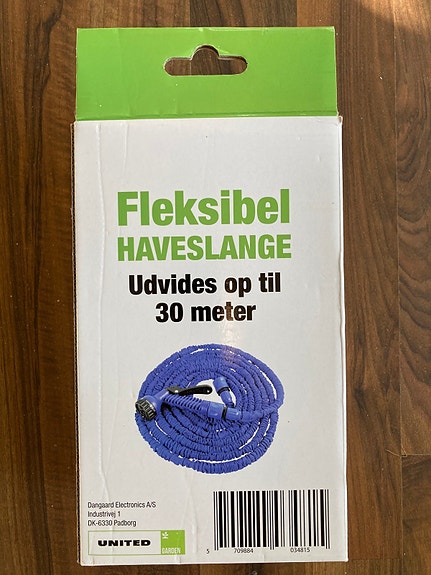 Fleksibel
HAVESLANGE
Udvides op til
30 meter
Dangaard Electronics A/S
Industrivej 1
DK-6330 Padborg
UNITED
GARDEN
5 709884 034815